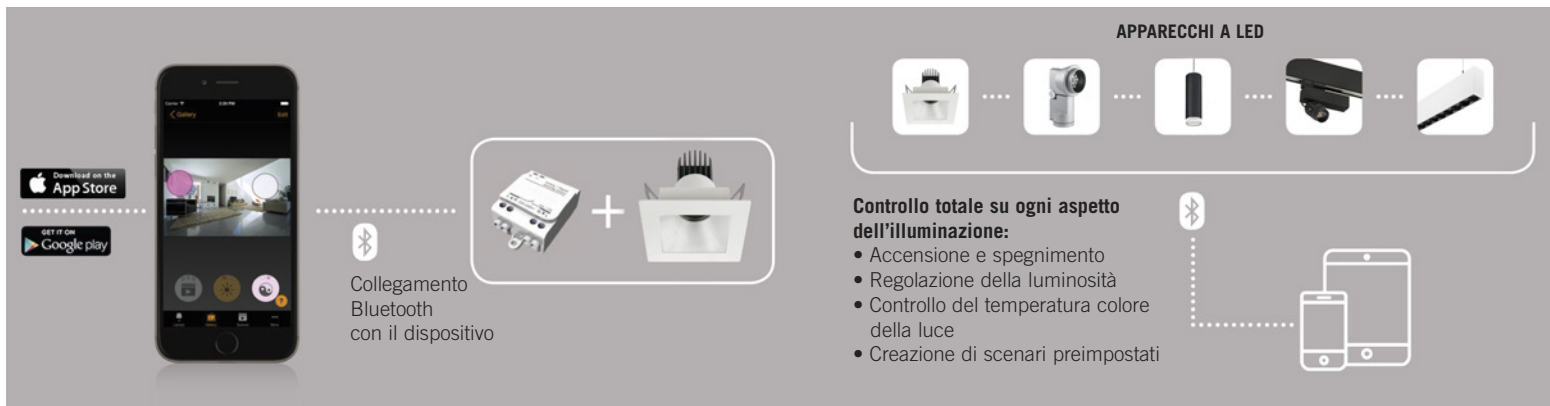 Download on the
App Store
GET IT ON
Google play
Gallery
Edit
Collegamento
Bluetooth
con il dispositivo
APPARECCHI A LED
Controllo totale su ogni aspetto
dell'illuminazione:
• Accensione e spegnimento
• Regolazione della luminosità
• Controllo del temperatura colore
della luce
• Creazione di scenari preimpostati